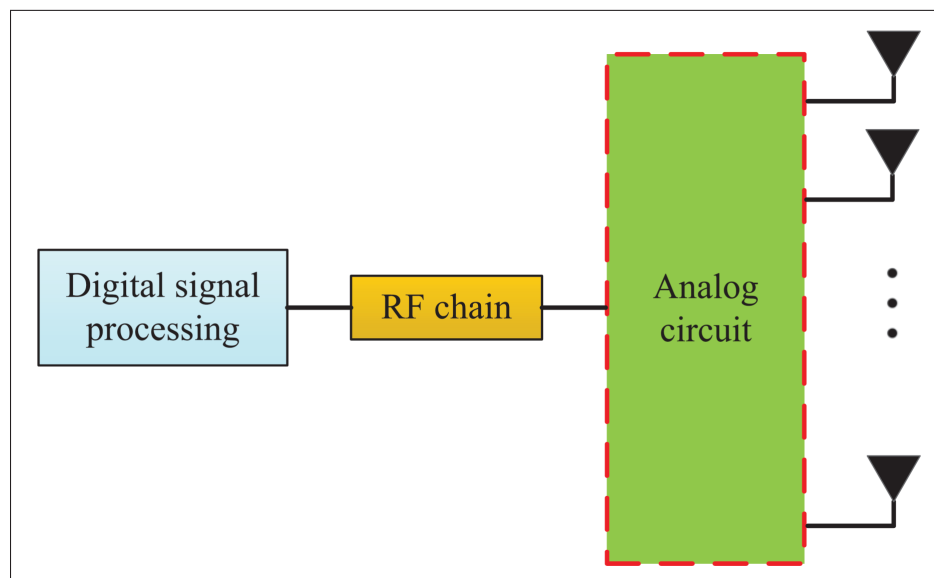 Digital signal
processing
RF chain
Analog
circuit